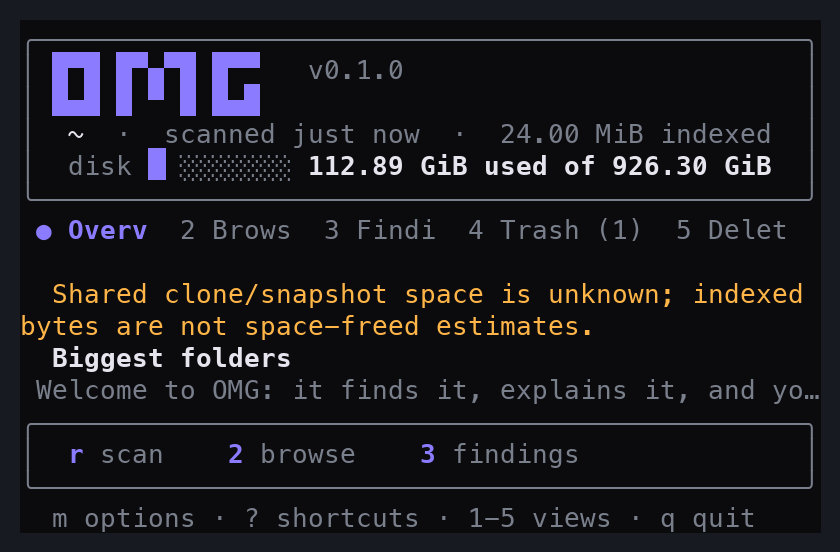 OMG v0.1.0
~ · scanned just now · 24.00 MiB indexed
disk 112.89 GiB used of 926.30 GiB
● Overv 2 Brows 3 Findi 4 Trash (1) 5 Delet
Shared clone/snapshot space is unknown; indexed
bytes are not space-freed estimates.
Biggest folders
Welcome to OMG: it finds it, explains it, and yo…
r scan 2 browse 3 findings
m options · ? shortcuts · 1–5 views · q quit